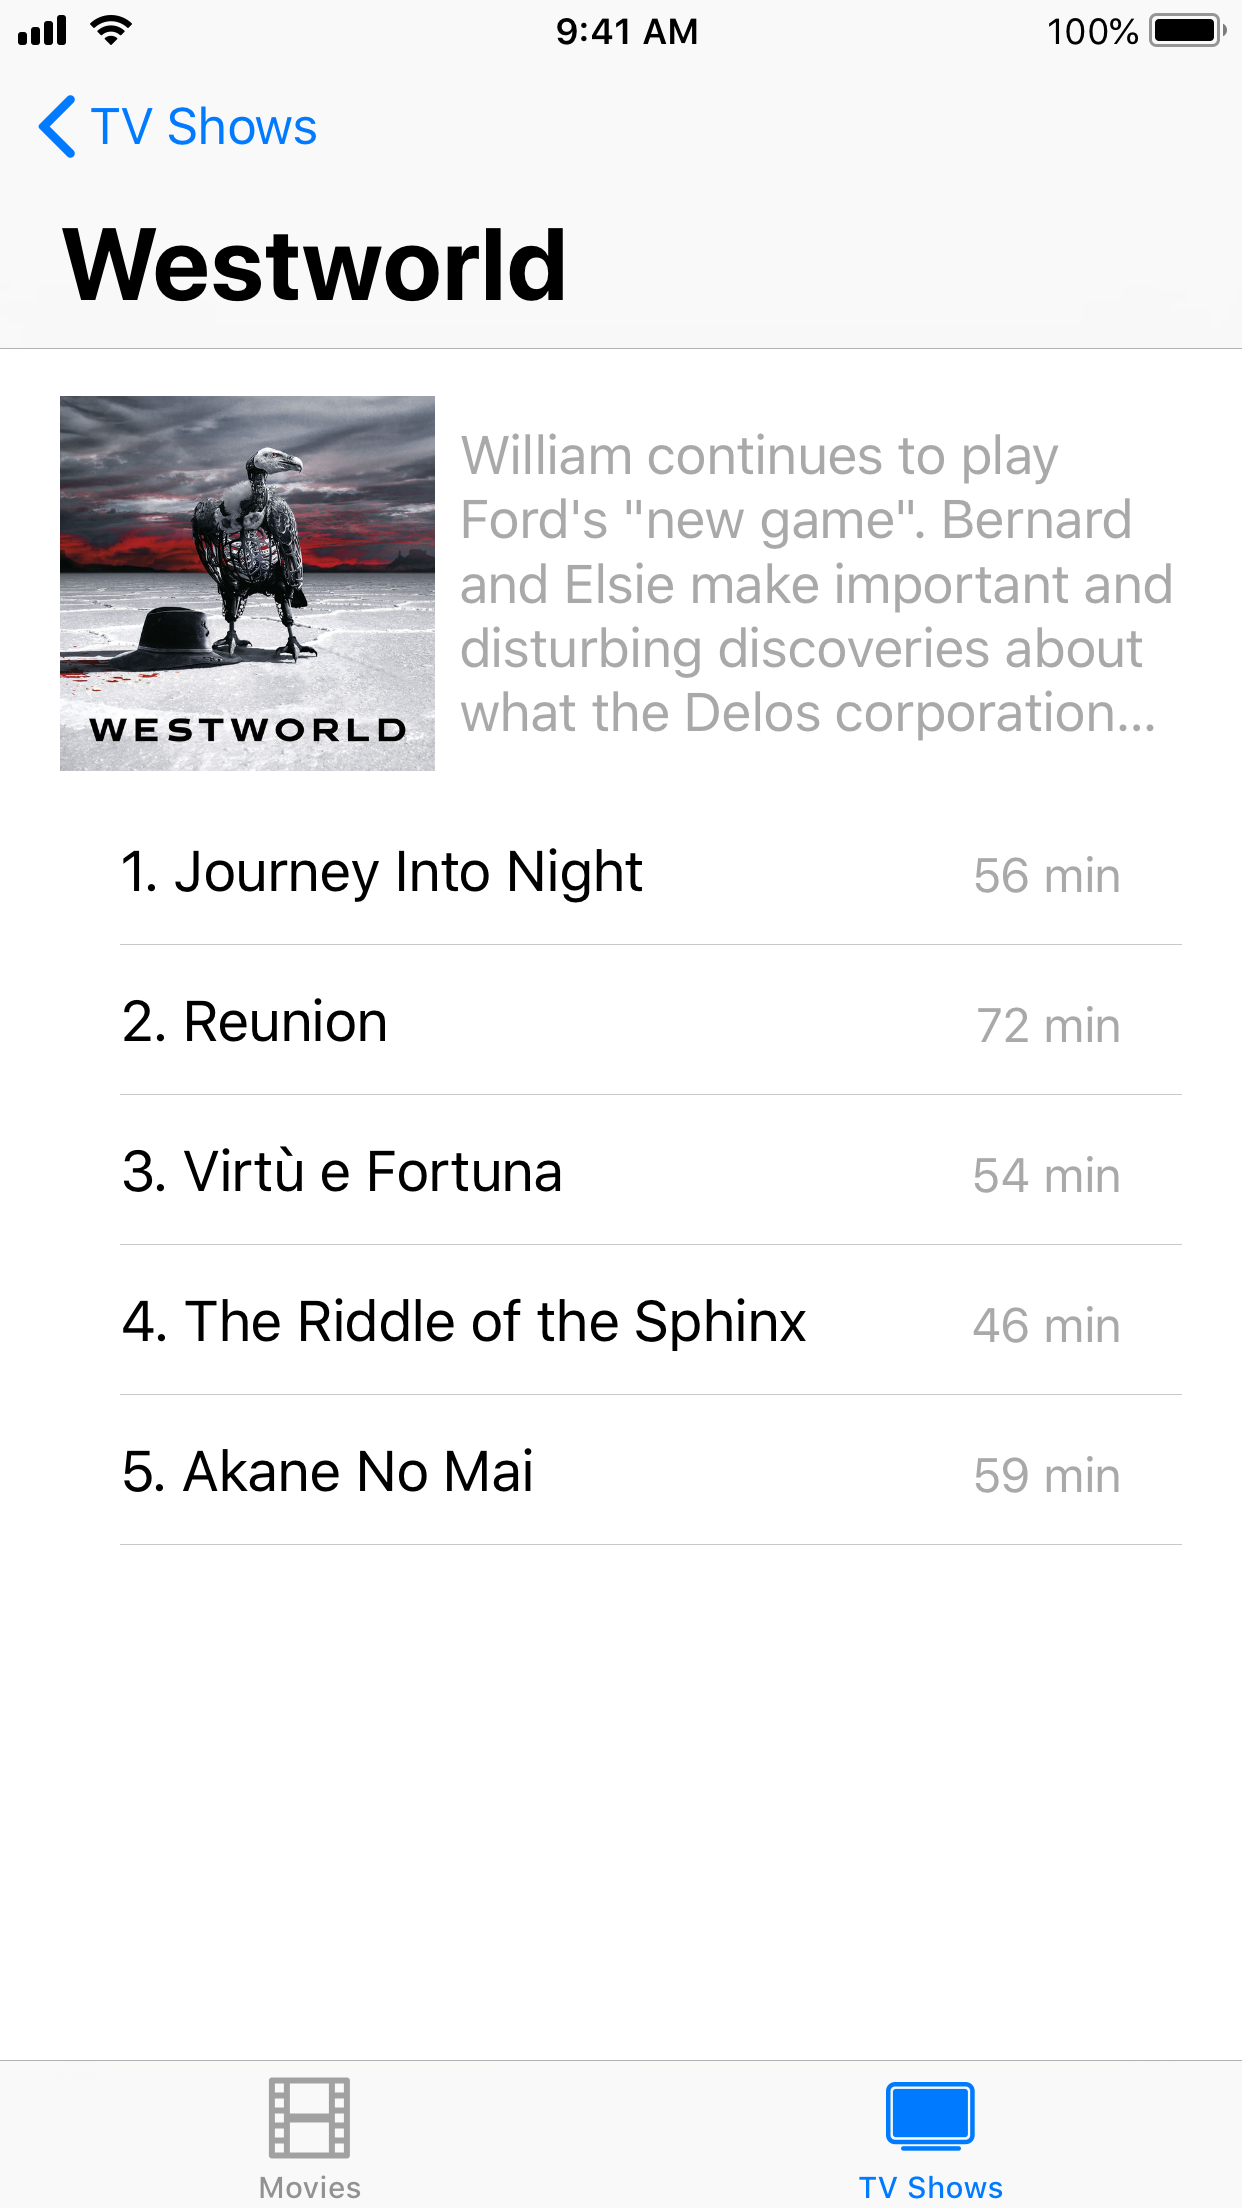 9:41 AM
100%
TV Shows
Westworld
WESTWORLD
William continues to play
Ford's "new game". Bernard
and Elsie make important and
disturbing discoveries about
what the Delos corporation...
1. Journey Into Night
56 min
2. Reunion
72 min
3. Virtù e Fortuna
54 min
4. The Riddle of the Sphinx
46 min
5. Akane No Mai
59 min
Movies
TV Shows